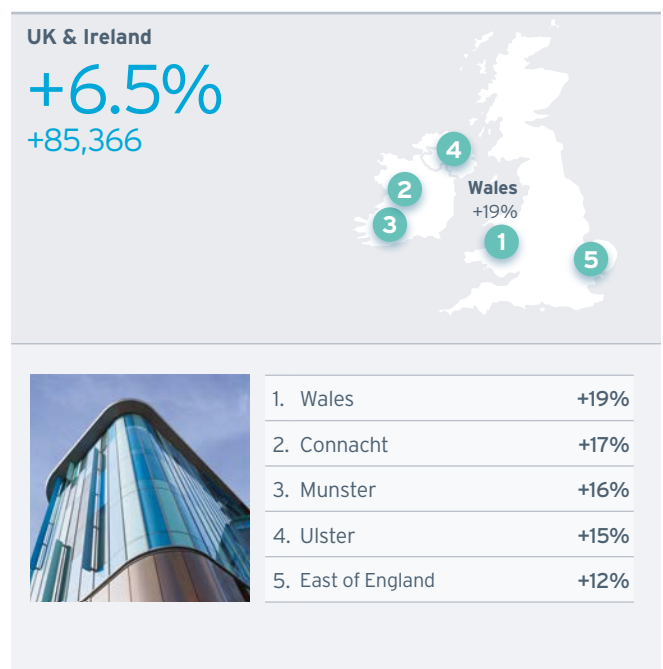 UK & Ireland
+6.5%
+85,366
4
2
Wales
+19%
3
1
5
1. Wales +19%
2. Connacht +17%
3. Munster +16%
4. Ulster +15%
5. East of England +12%